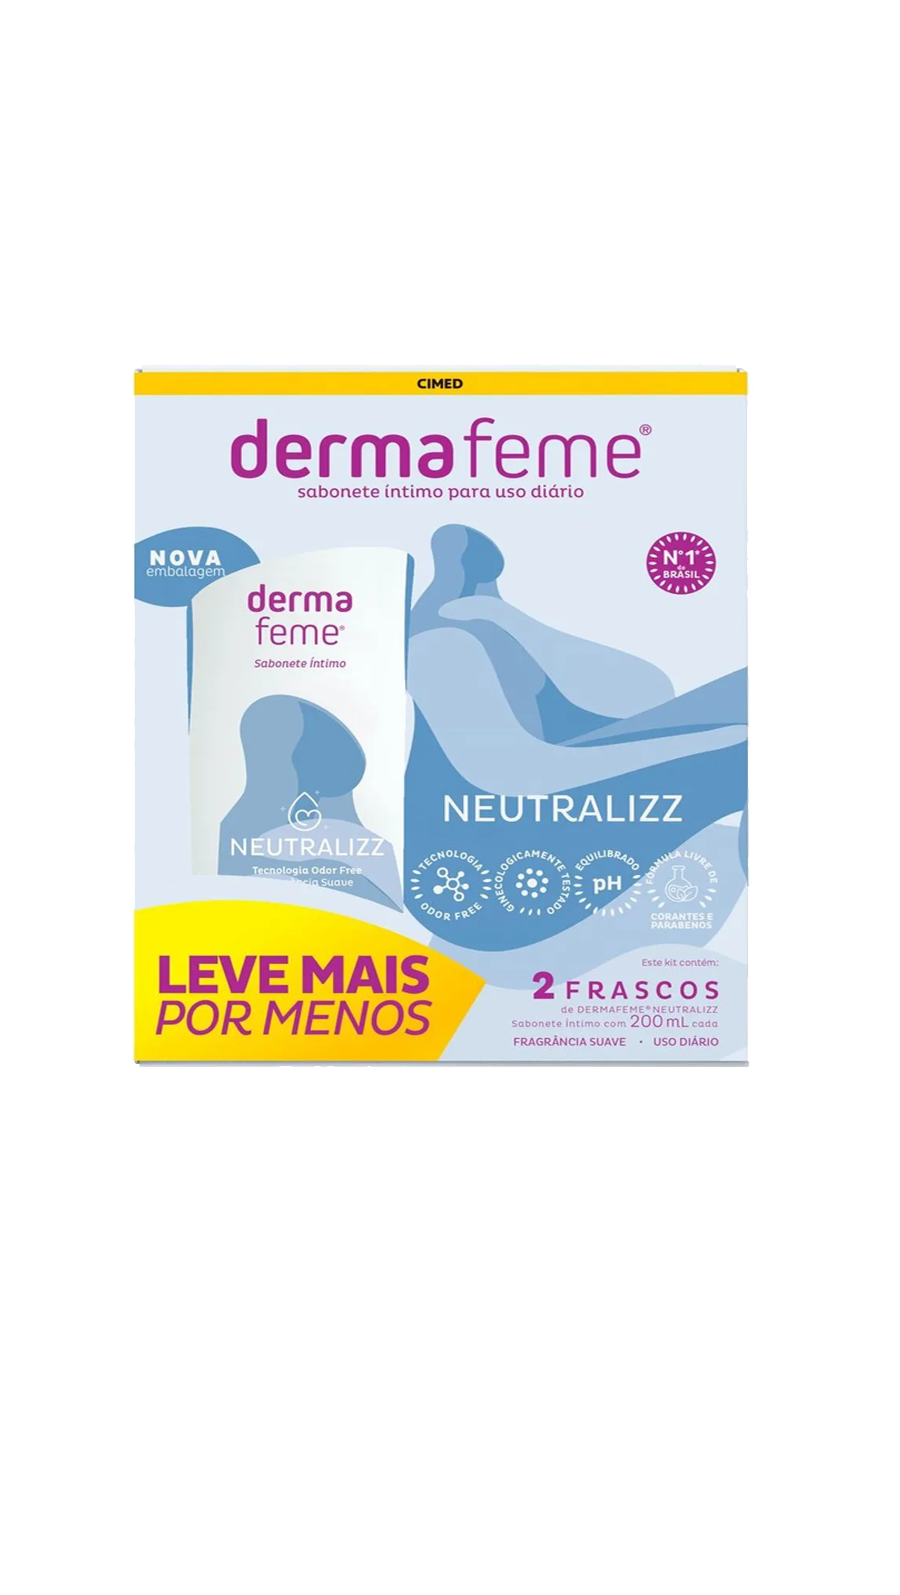 CIMED
dermafeme®
sabonete íntimo para uso diário
NOVA
embalagem
N°1*
do
BRASIL
derma
feme®
Sabonete Íntimo
NEUTRALIZZ
Tecnologia Odor Free
Suave
NEUTRALIZZ
TECNOLOGIA
ODOR FREE
GINECOLOGICAMENTE TESTADO
EQUILIBRADO
pH
FÓRMULA LIVRE DE
CORANTES E
PARABENOS
LEVE MAIS
POR MENOS
Este kit contém:
2 FRASCOS
de DERMAFEME® NEUTRALIZZ
Sabonete Íntimo com 200 mL cada
FRAGRÂNCIA SUAVE • USO DIÁRIO